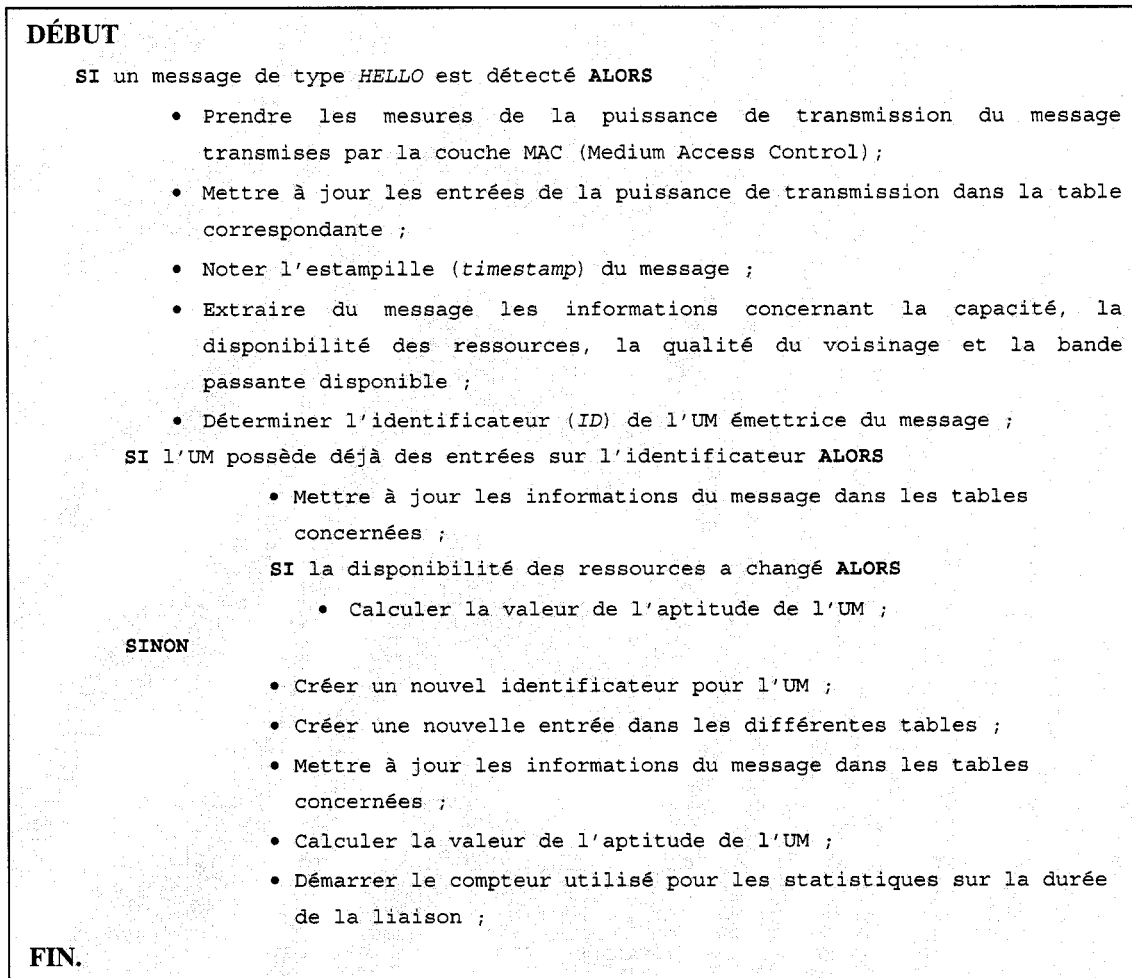 DÉBUT
SI un message de type HELLO est détecté ALORS
• Prendre les mesures de la puissance de transmission du message
transmises par la couche MAC (Medium Access Control);
• Mettre à jour les entrées de la puissance de transmission dans la table
correspondante ;
• Noter l'estampille (timestamp) du message ;
• Extraire du message les informations concernant la capacité, la
disponibilité des ressources, la qualité du voisinage et la bande
passante disponible ;
• Déterminer l'identificateur (ID) de l'UM émettrice du message ;
SI l'UM possède déjà des entrées sur l'identificateur ALORS
• Mettre à jour les informations du message dans les tables
concernées ;
SI la disponibilité des ressources a changé ALORS
• Calculer la valeur de l'aptitude de l'UM ;
SINON
• Créer un nouvel identificateur pour l'UM ;
• Créer une nouvelle entrée dans les différentes tables ;
• Mettre à jour les informations du message dans les tables
concernées ;
• Calculer la valeur de l'aptitude de l'UM ;
• Démarrer le compteur utilisé pour les statistiques sur la durée
de la liaison ;
FIN.